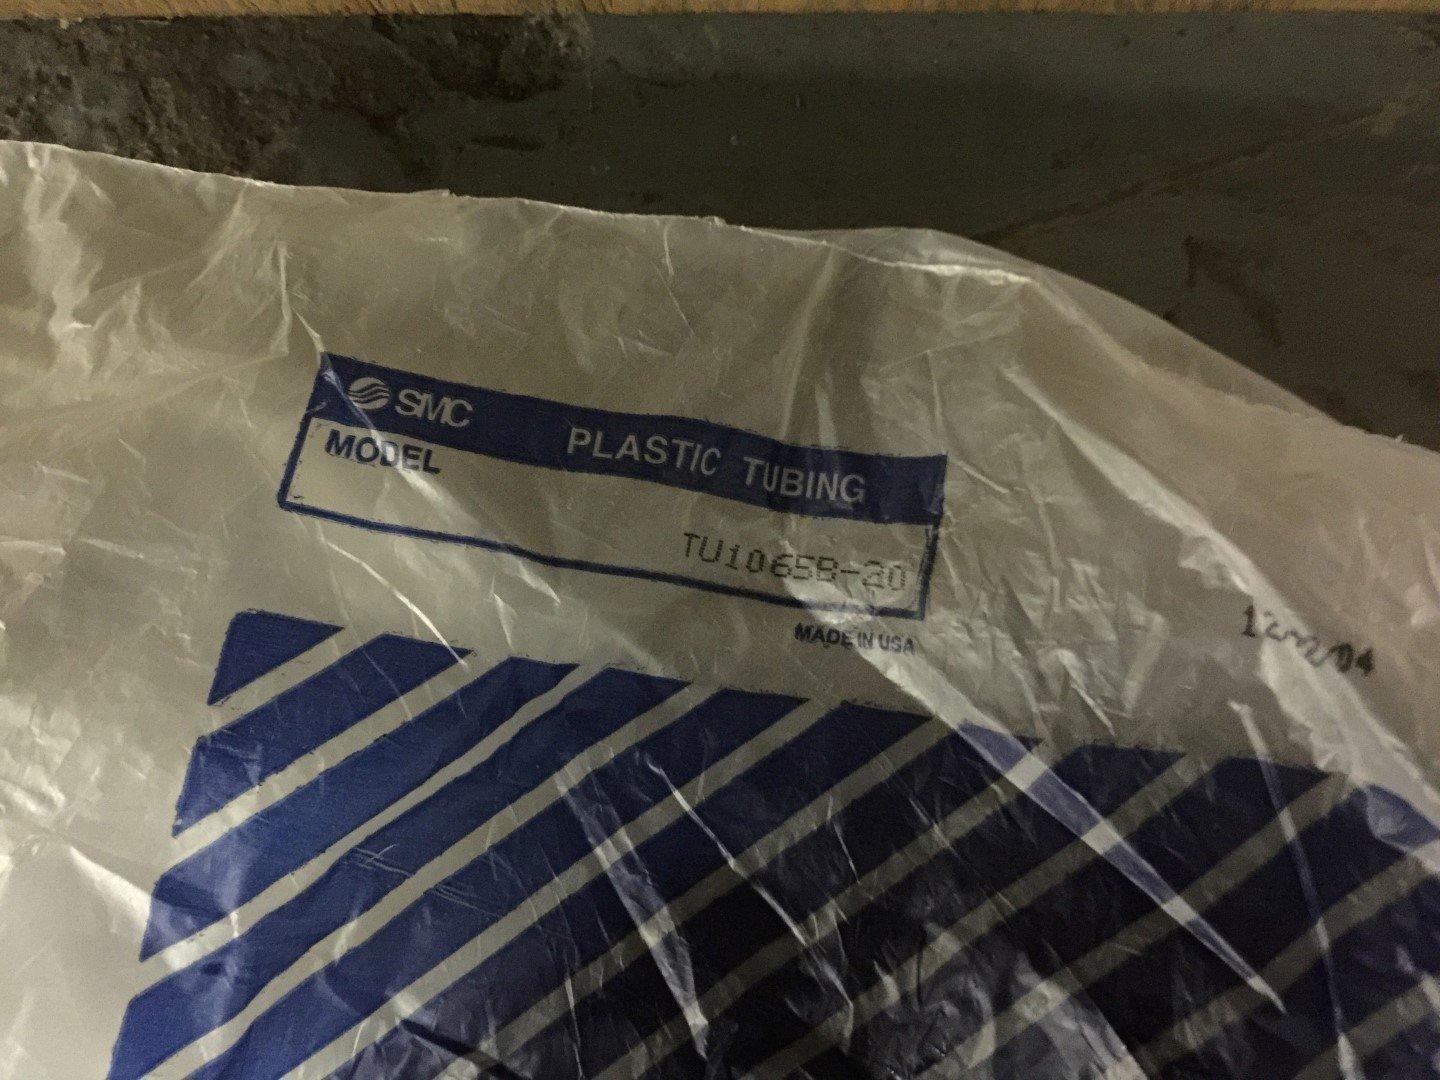 SMC PLASTIC TUBING
MODEL
TU1065B-20
MADE IN USA